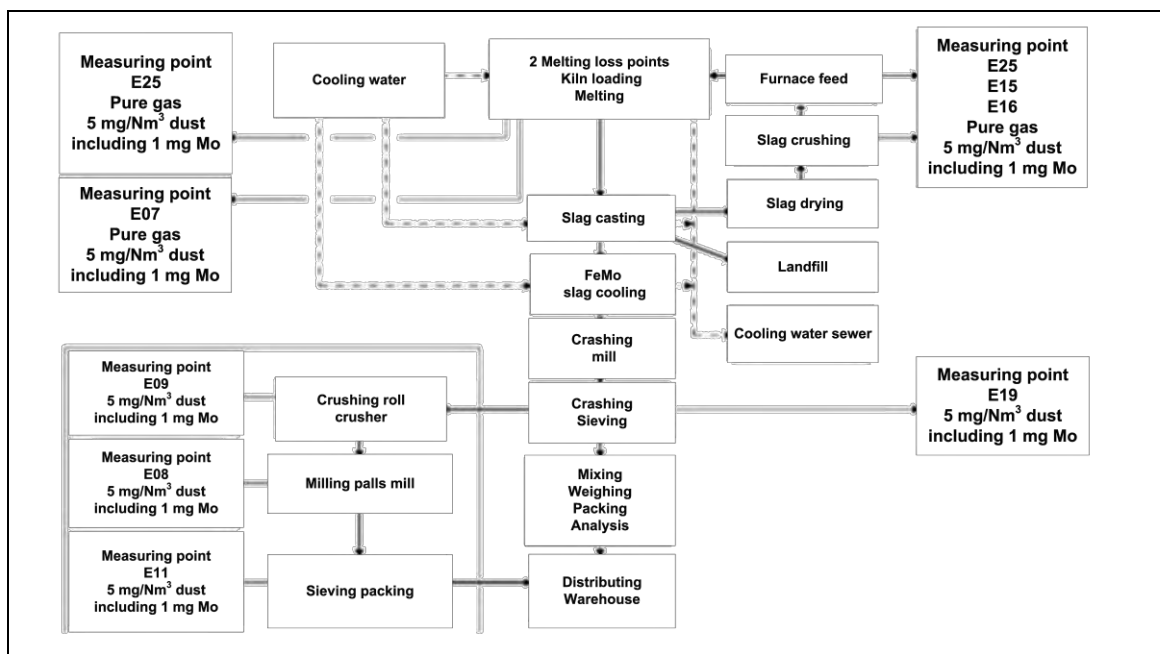 Measuring point
E25
Pure gas
5 mg/Nm³ dust
including 1 mg Mo
Cooling water
2 Melting loss points
Kiln loading
Melting
Furnace feed
Measuring point
E25
E15
E16
Pure gas
5 mg/Nm³ dust
including 1 mg Mo
Slag crushing
Measuring point
E07
Pure gas
5 mg/Nm³ dust
including 1 mg Mo
Slag casting
Slag drying
Landfill
FeMo
slag cooling
Cooling water sewer
Crashing
mill
Measuring point
E09
5 mg/Nm³ dust
including 1 mg Mo
Crushing roll
crusher
Crashing
Sieving
Measuring point
E19
5 mg/Nm³ dust
including 1 mg Mo
Measuring point
E08
5 mg/Nm³ dust
including 1 mg Mo
Milling palls mill
Mixing
Weighing
Packing
Analysis
Measuring point
E11
5 mg/Nm³ dust
including 1 mg Mo
Sieving packing
Distributing
Warehouse